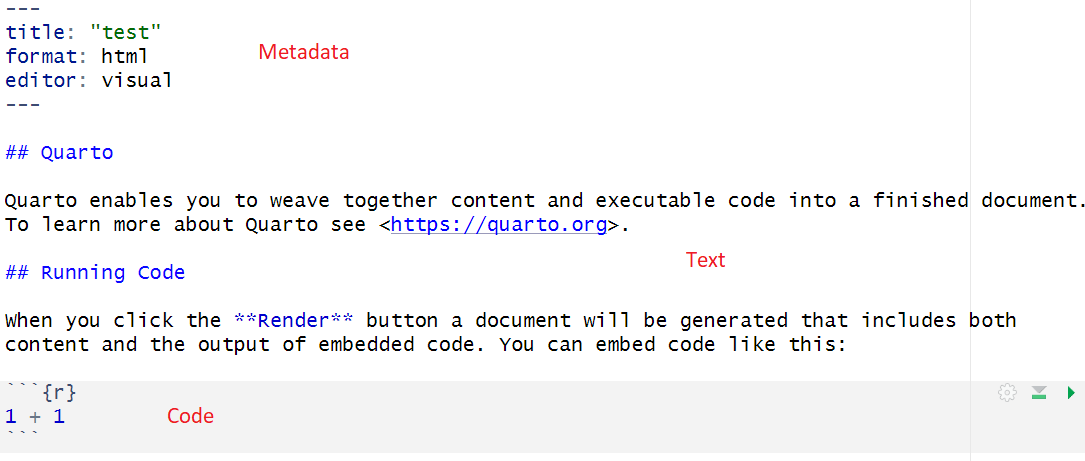 ---
title: "test"
format: html
Metadata
editor: visual
---
## Quarto
Quarto enables you to weave together content and executable code into a finished document.
To learn more about Quarto see <https://quarto.org>.
Text
## Running Code
When you click the **Render** button a document will be generated that includes both
content and the output of embedded code. You can embed code like this:
```{r}
1 + 1
Code
```